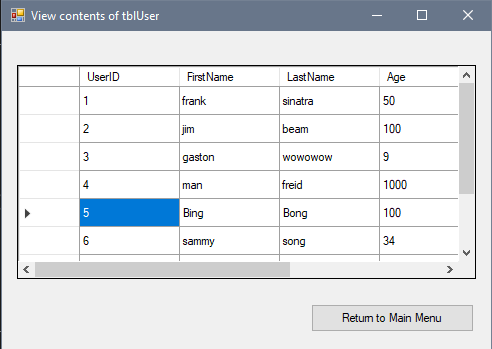 View contents of tblUser
UserID FirstName LastName Age
1 frank sinatra 50
2 jim beam 100
3 gaston wowowow 9
4 man freid 1000
5 Bing Bong 100
6 sammy song 34
Return to Main Menu